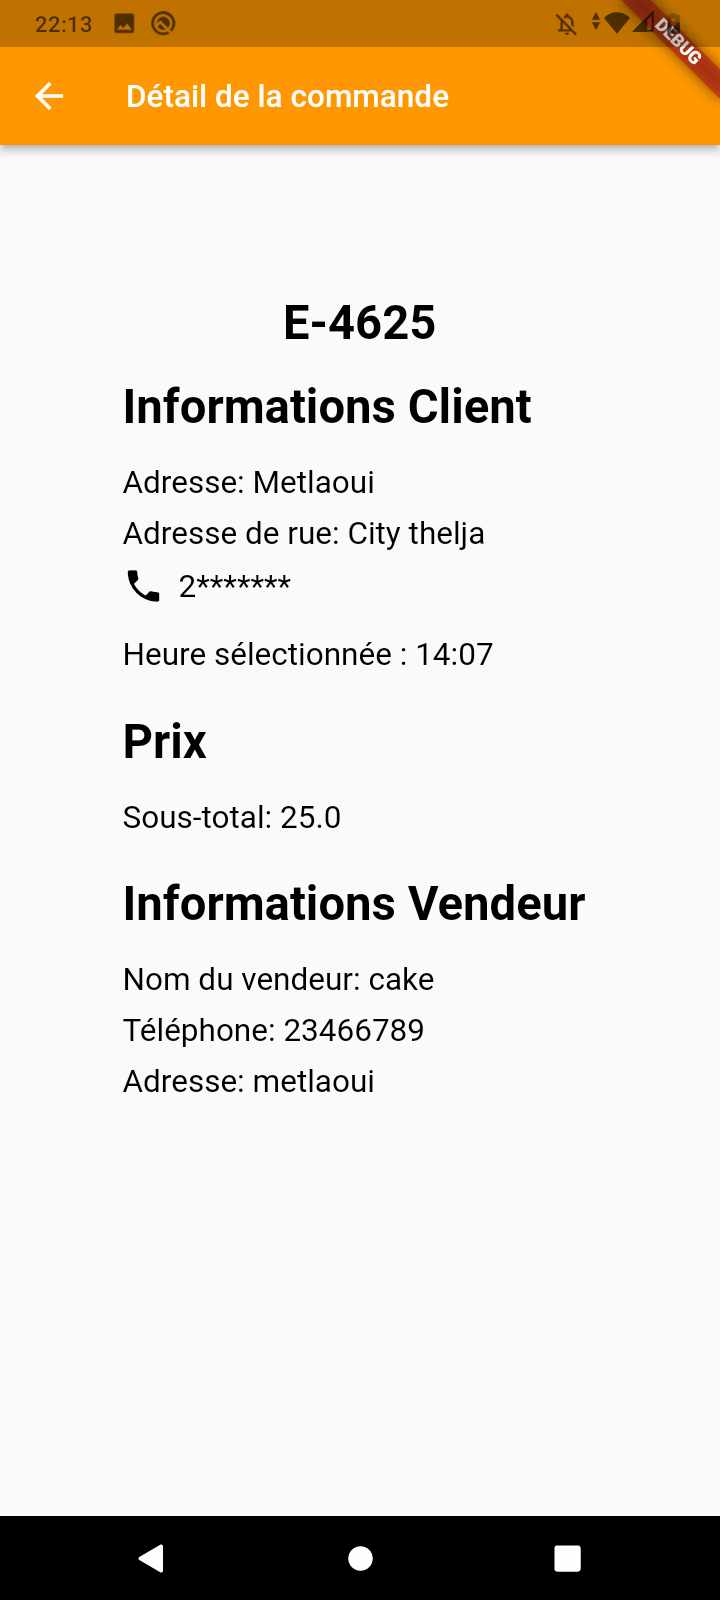 22:13
DEBUG
Détail de la commande
E-4625
Informations Client
Adresse: Metlaoui
Adresse de rue: City thelja
2*******
Heure sélectionnée : 14:07
Prix
Sous-total: 25.0
Informations Vendeur
Nom du vendeur: cake
Téléphone: 23466789
Adresse: metlaoui